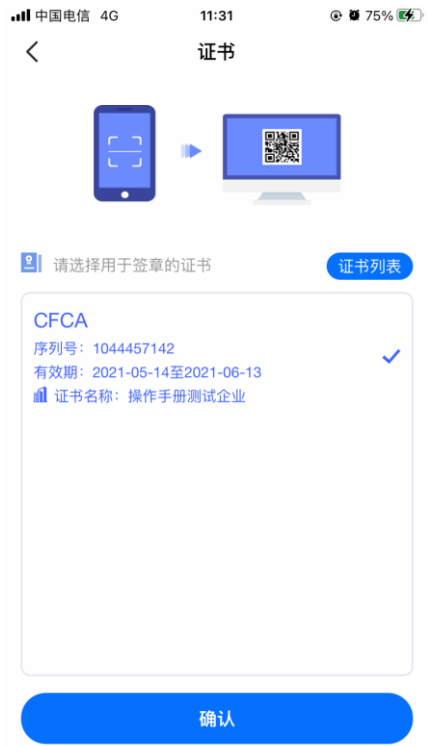 中国电信 4G 11:31 75%
证书
请选择用于签章的证书 证书列表
CFCA
序列号：1044457142
有效期：2021-05-14至2021-06-13
证书名称：操作手册测试企业
确认